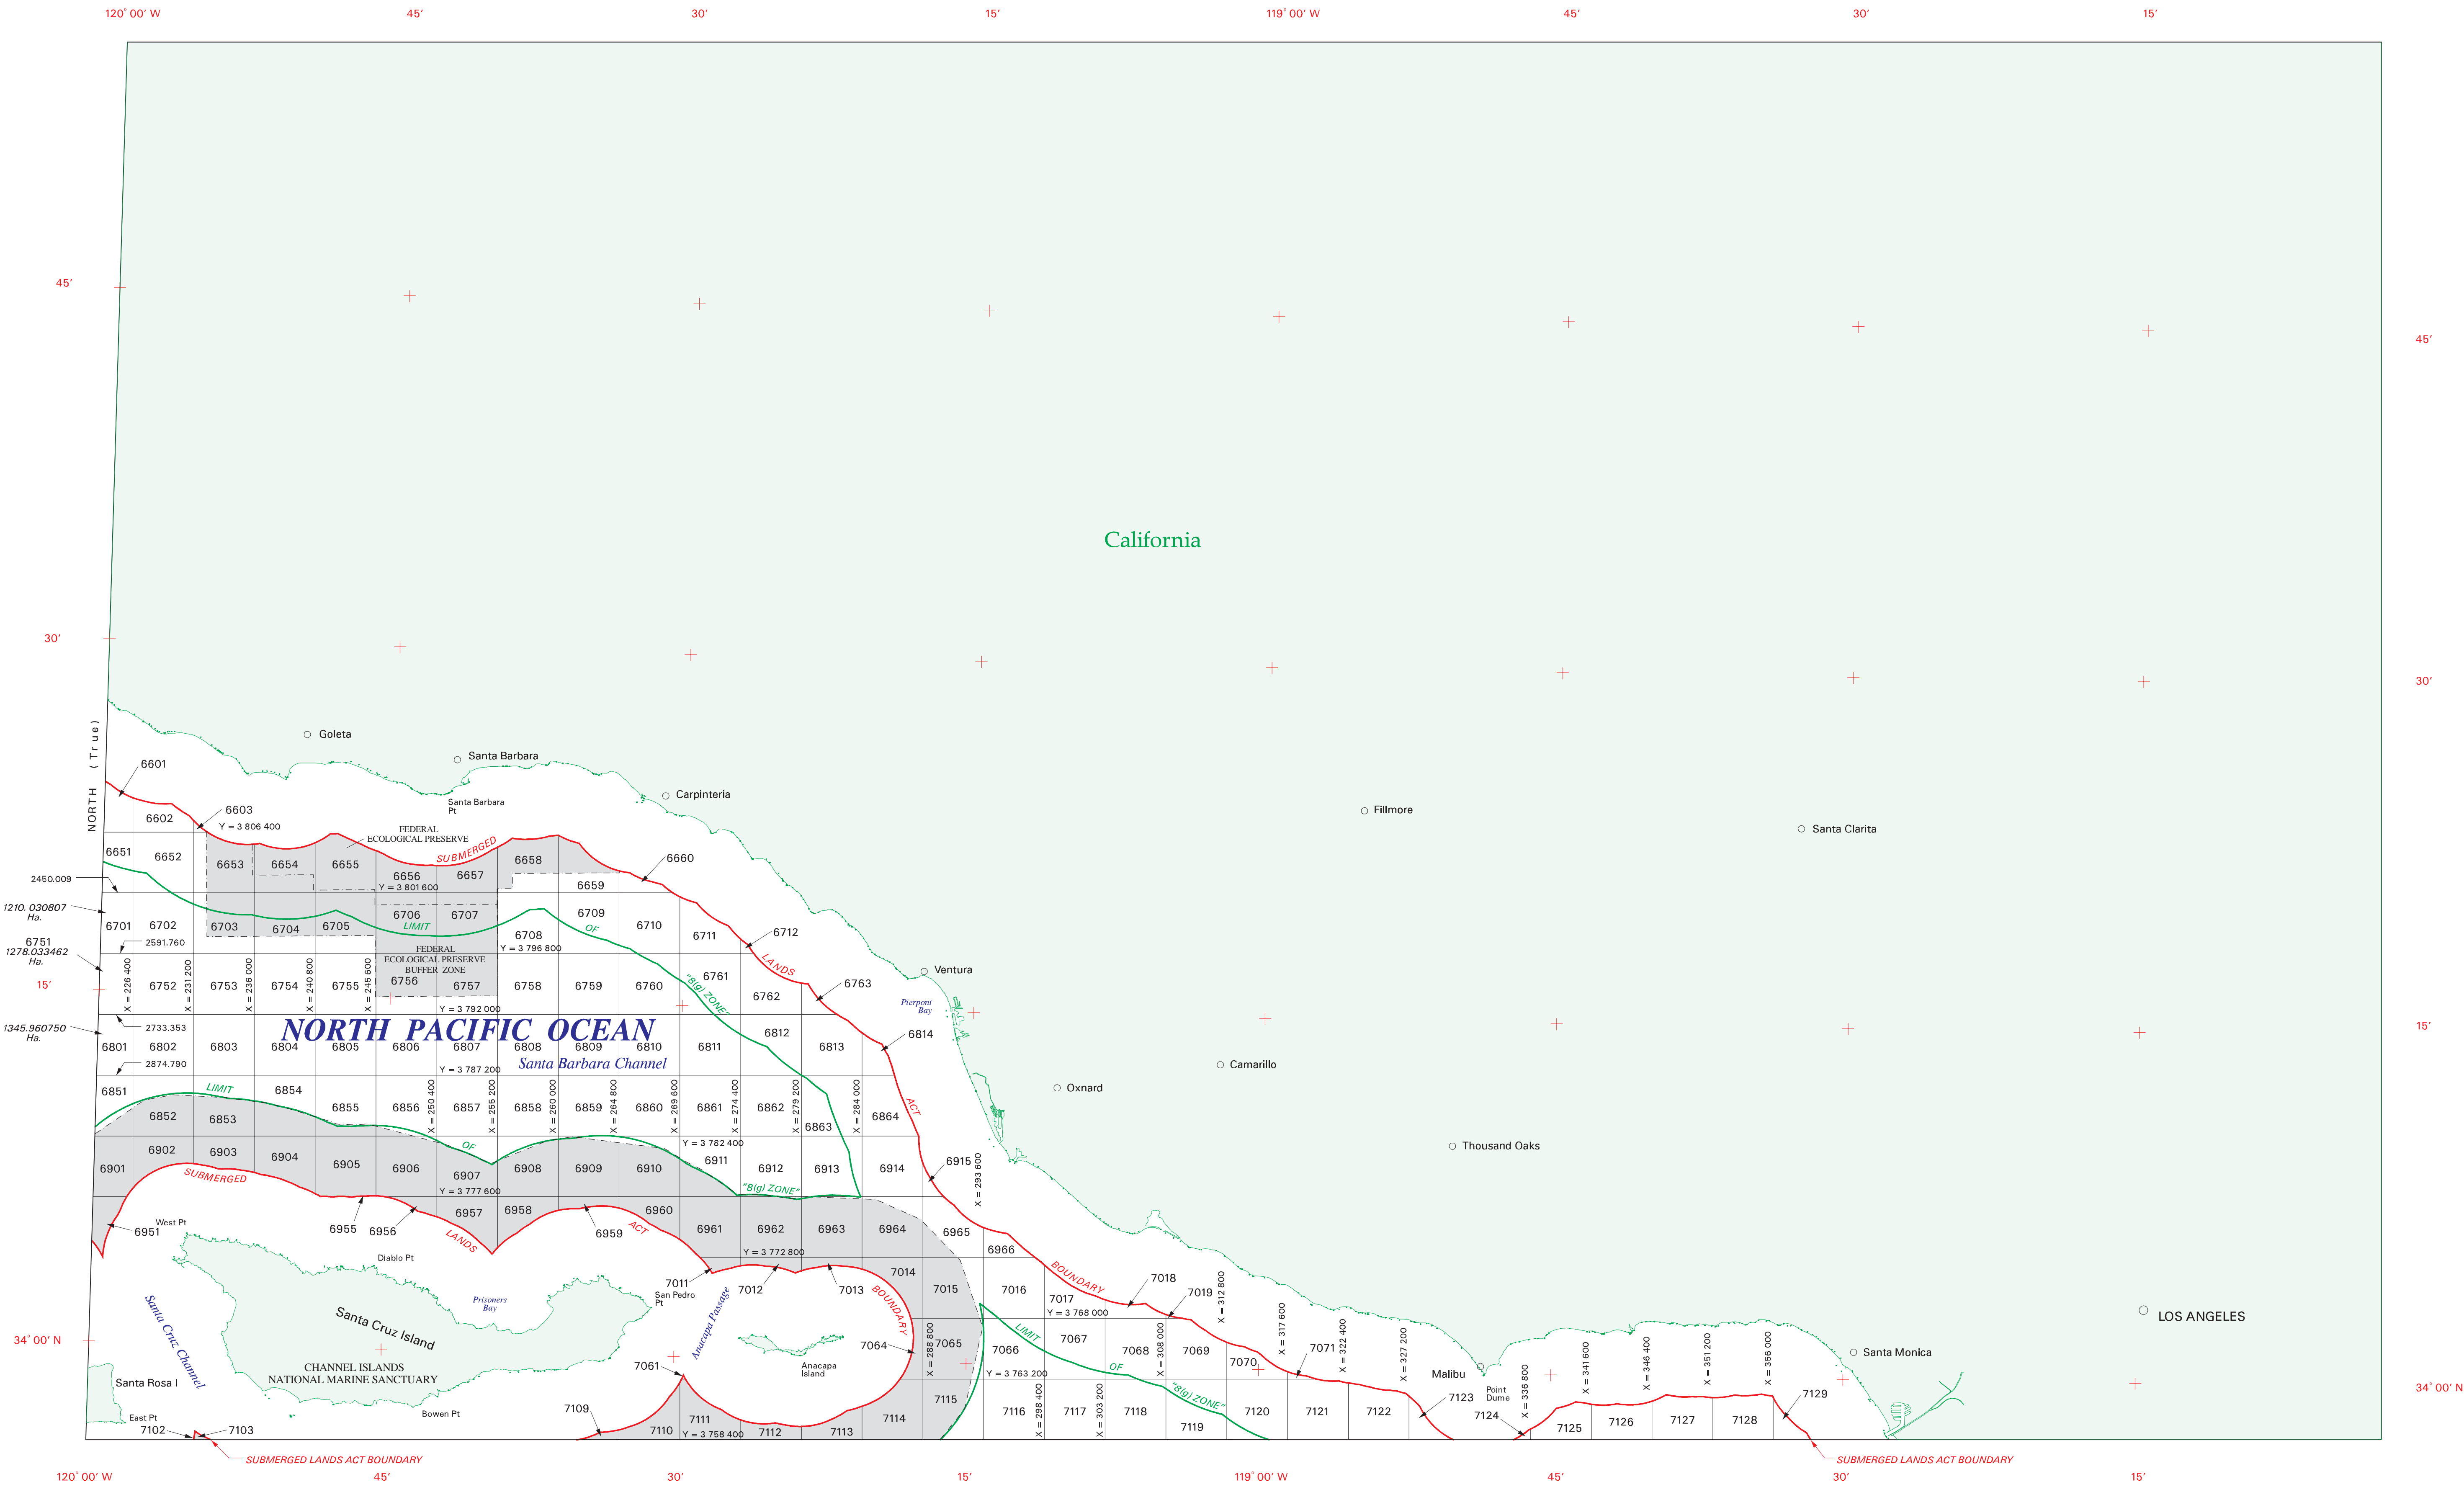 120° 00’ W
45’
30’
15’
119° 00’ W
45’
30’
15’
45’
45’
California
30’
30’
NORTH (True)
Goleta
Santa Barbara
Santa Barbara
Pt
Carpinteria
Fillmore
Santa Clarita
6601
6602
6603
Y = 3 806 400
FEDERAL
ECOLOGICAL PRESERVE
SUBMERGED
6651
6652
6653
6654
6655
6656
6657
6658
6659
6660
Y = 3 801 600
2450.009
1210. 030807
Ha.
6701
6702
6703
6704
6705
6706
6707
6708
6709
6710
6711
6712
LIMIT
OF
"8(g) ZONE"
LANDS
2591.760
FEDERAL
ECOLOGICAL PRESERVE
BUFFER ZONE
Y = 3 796 800
6751
1278.033462
Ha.
15’
X = 226 400
6752
X = 231 200
6753
X = 236 000
6754
X = 240 800
6755
X = 245 600
6756
6757
6758
6759
6760
6761
6762
6763
Y = 3 792 000
Ventura
Pierpont
Bay
15’
1345.960750
Ha.
2733.353
NORTH PACIFIC OCEAN
Santa Barbara Channel
6801
6802
6803
6804
6805
6806
6807
6808
6809
6810
6811
6812
6813
6814
2874.790
Y = 3 787 200
Camarillo
Oxnard
Thousand Oaks
6851
LIMIT
6852
6853
6854
6855
6856
X = 250 400
6857
X = 255 200
6858
X = 260 000
6859
X = 264 800
6860
X = 269 600
6861
X = 274 400
6862
X = 279 200
6863
X = 284 000
6864
ACT
OF
Y = 3 782 400
6901
6902
6903
6904
6905
6906
6907
6908
6909
6910
6911
6912
6913
6914
6915
X = 293 600
SUBMERGED
"8(g) ZONE"
Y = 3 777 600
6951
West Pt
6955
6956
6957
6958
6959
6960
6961
6962
6963
6964
6965
6966
LANDS
ACT
Y = 3 772 800
Diablo Pt
7011
San Pedro
Pt
7012
7013
7014
7015
7016
7017
7018
7019
BOUNDARY
BOUNDARY
X = 312 800
Y = 3 768 000
Prisoners
Bay
Santa Cruz Channel
Santa Cruz Island
Anacapa Passage
LOS ANGELES
34° 00’ N
CHANNEL ISLANDS
NATIONAL MARINE SANCTUARY
Anacapa
Island
7061
7064
X = 288 800
7065
7066
LIMIT
7067
7068
OF
X = 308 000
7069
7070
X = 317 600
7071
X = 322 400
X = 327 200
Y = 3 763 200
Malibu
Point
Dume
X = 336 800
X = 341 600
X = 346 400
X = 351 200
X = 356 000
Santa Monica
34° 00’ N
Santa Rosa I
East Pt
Bowen Pt
7102
7103
7109
7110
7111
7112
7113
7114
7115
7116
X = 298 400
7117
X = 303 200
7118
7119
"8(g) ZONE"
7120
7121
7122
7123
7124
7125
7126
7127
7128
7129
Y = 3 758 400
SUBMERGED LANDS ACT BOUNDARY
SUBMERGED LANDS ACT BOUNDARY
120° 00’ W
45’
30’
15’
119° 00’ W
45’
30’
15’